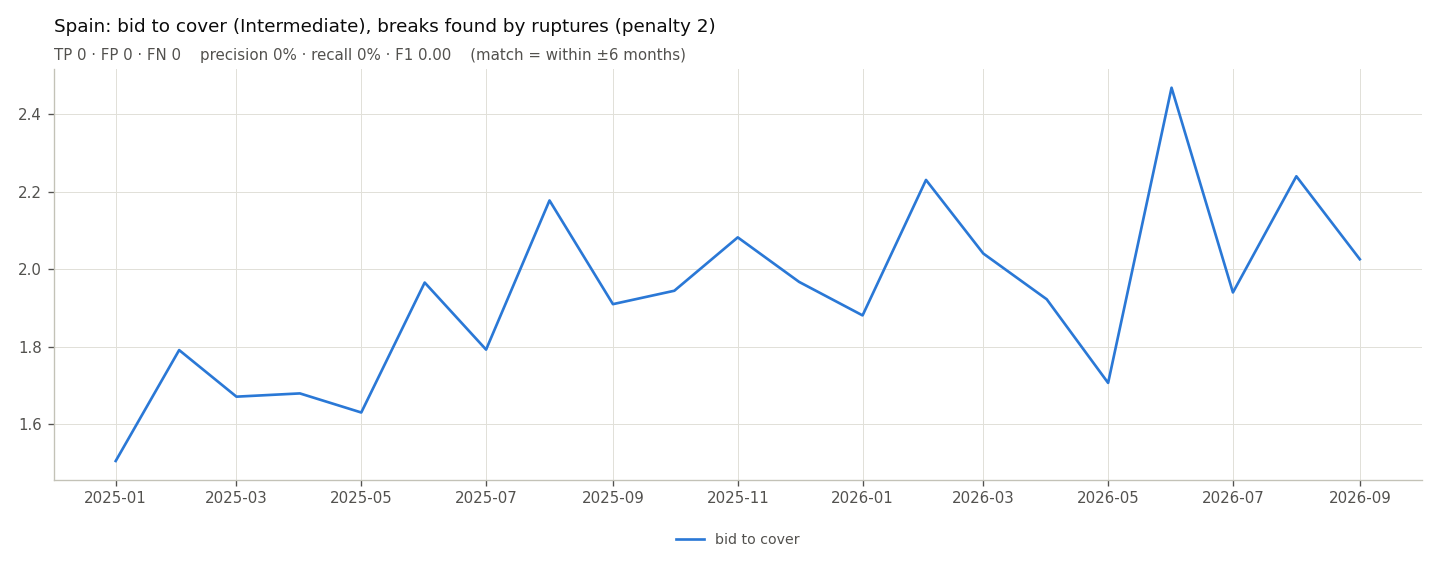 Spain: bid to cover (Intermediate), breaks found by ruptures (penalty 2)
TP 0 · FP 0 · FN 0    precision 0% · recall 0% · F1 0.00    (match = within ±6 months)
2.4
2.2
2.0
1.8
1.6
2025-01 2025-03 2025-05 2025-07 2025-09 2025-11 2026-01 2026-03 2026-05 2026-07 2026-09
bid to cover